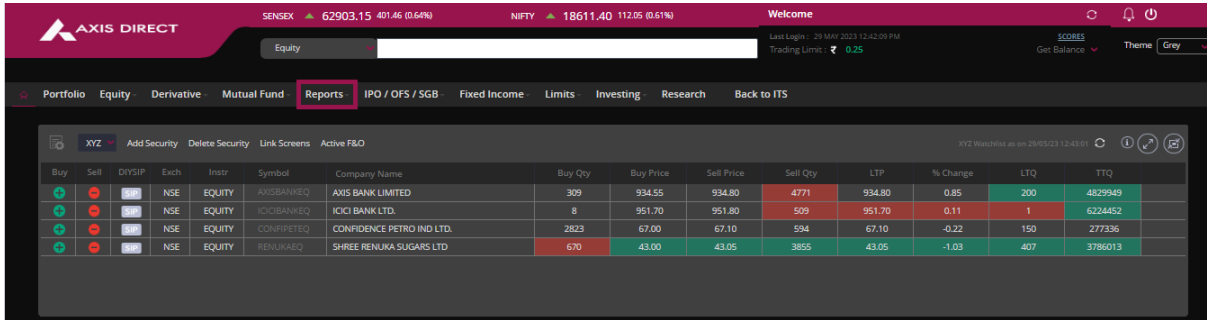 AXIS DIRECT
SENSEX 62903.15 401.46 (0.64%) NIFTY 18611.40 112.05 (0.61%) Welcome
Equity
Last Login : 29 MAY 2023 12:42:09 PM
Trading Limit : ₹ 0.25
SCORES
Get Balance
Theme Grey
Portfolio Equity Derivative Mutual Fund Reports IPO / OFS / SGB Fixed Income Limits Investing Research Back to ITS
XYZ Add Security Delete Security Link Screens Active F&O XYZ Watchlist as on 29/05/23 12:43:01
Buy Sell DIYSIP Exch Instr Symbol Company Name Buy Qty Buy Price Sell Price Sell Qty LTP % Change LTQ TTQ
SIP NSE EQUITY AXISBANKEQ AXIS BANK LIMITED 309 934.55 934.80 4771 934.80 0.85 200 4829949
SIP NSE EQUITY ICICIBANKEQ ICICI BANK LTD. 8 951.70 951.80 509 951.70 0.11 1 6224452
SIP NSE EQUITY CONFIPETEQ CONFIDENCE PETRO IND LTD. 2823 67.00 67.10 594 67.10 -0.22 150 277336
SIP NSE EQUITY RENUKAEQ SHREE RENUKA SUGARS LTD 670 43.00 43.05 3855 43.05 -1.03 407 3786013